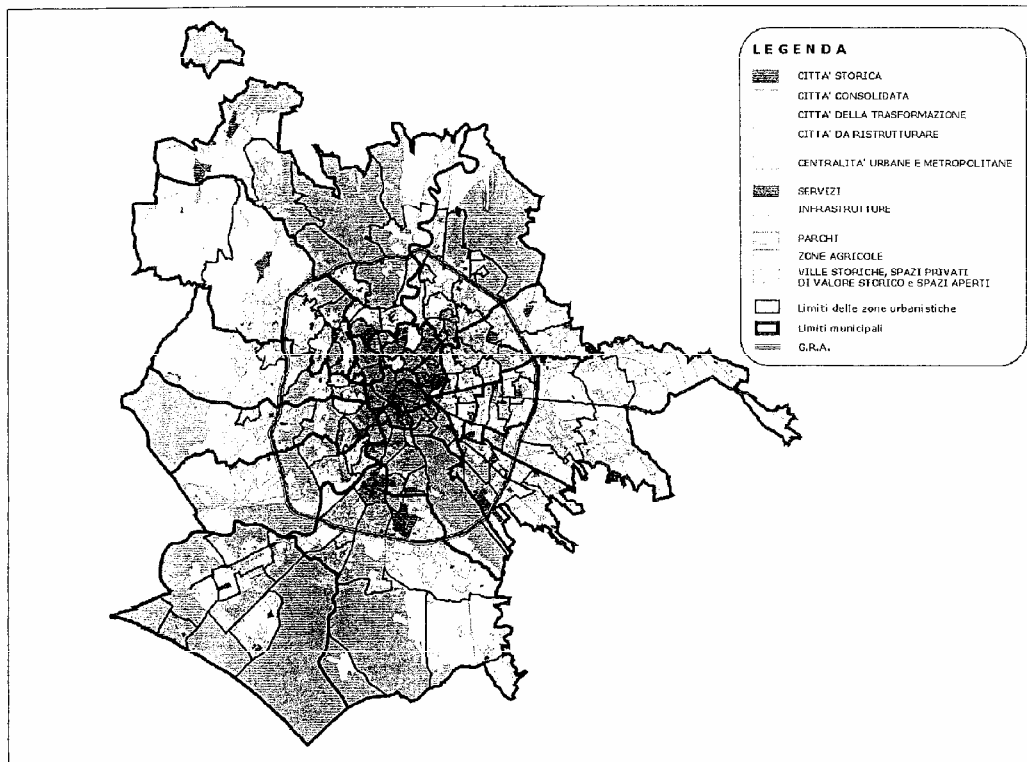 LEGENDA
CITTA' STORICA
CITTA' CONSOLIDATA
CITTA' DELLA TRASFORMAZIONE
CITTA' DA RISTRUTTURARE
CENTRALITA' URBANE E METROPOLITANE
SERVIZI
INFRASTRUTTURE
PARCHI
ZONE AGRICOLE
VILLE STORICHE, SPAZI PRIVATI
DI VALORE STORICO e SPAZI APERTI
Limiti delle zone urbanistiche
Limiti municipali
G.R.A.